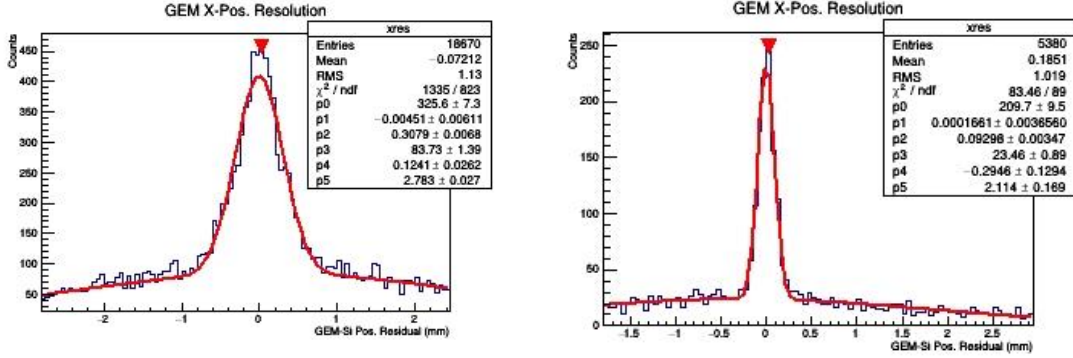 GEM X-Pos. Resolution
xres
Entries 18670
Mean −0.07212
RMS 1.13
χ² / ndf 1335 / 823
p0 325.6 ± 7.3
p1 −0.00451 ± 0.00611
p2 0.3079 ± 0.0068
p3 83.73 ± 1.39
p4 0.1241 ± 0.0262
p5 2.783 ± 0.027
Counts
450
400
350
300
250
200
150
100
50
−2 −1 0 1 2
GEM-Si Pos. Residual (mm)
GEM X-Pos. Resolution
xres
Entries 5380
Mean 0.1851
RMS 1.019
χ² / ndf 83.46 / 89
p0 209.7 ± 9.5
p1 0.0001661 ± 0.0036560
p2 0.09296 ± 0.00347
p3 23.46 ± 0.89
p4 −0.2946 ± 0.1294
p5 2.114 ± 0.169
Counts
250
200
150
100
50
0
−1.5 −1 −0.5 0 0.5 1 1.5 2 2.5
GEM-Si Pos. Residual (mm)